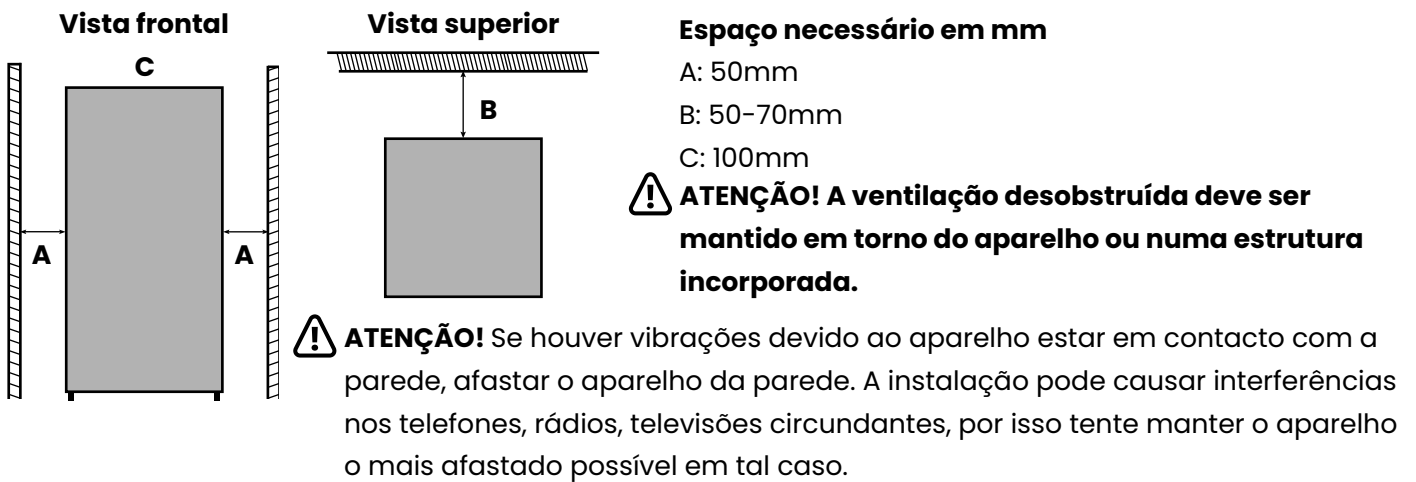 Vista frontal
C
A
A
Vista superior
B
Espaço necessário em mm
A: 50mm
B: 50-70mm
C: 100mm
ATENÇÃO! A ventilação desobstruída deve ser
mantido em torno do aparelho ou numa estrutura
incorporada.
ATENÇÃO! Se houver vibrações devido ao aparelho estar em contacto com a
parede, afastar o aparelho da parede. A instalação pode causar interferências
nos telefones, rádios, televisões circundantes, por isso tente manter o aparelho
o mais afastado possível em tal caso.